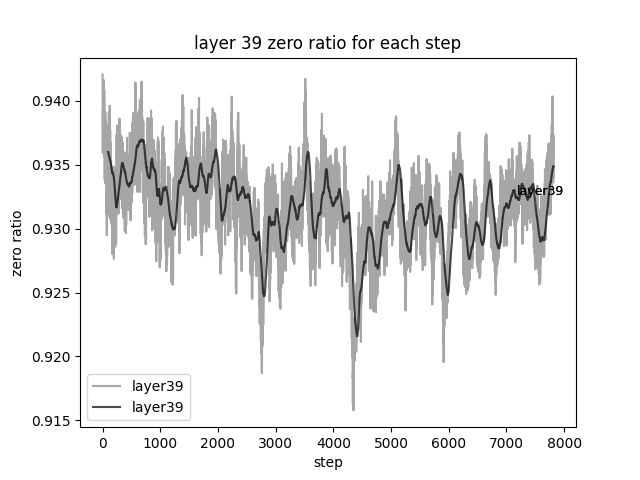 layer 39 zero ratio for each step
0.940
0.935
0.930
0.925
0.920
0.915
zero ratio
layer39
layer39
layer39
0 1000 2000 3000 4000 5000 6000 7000 8000
step